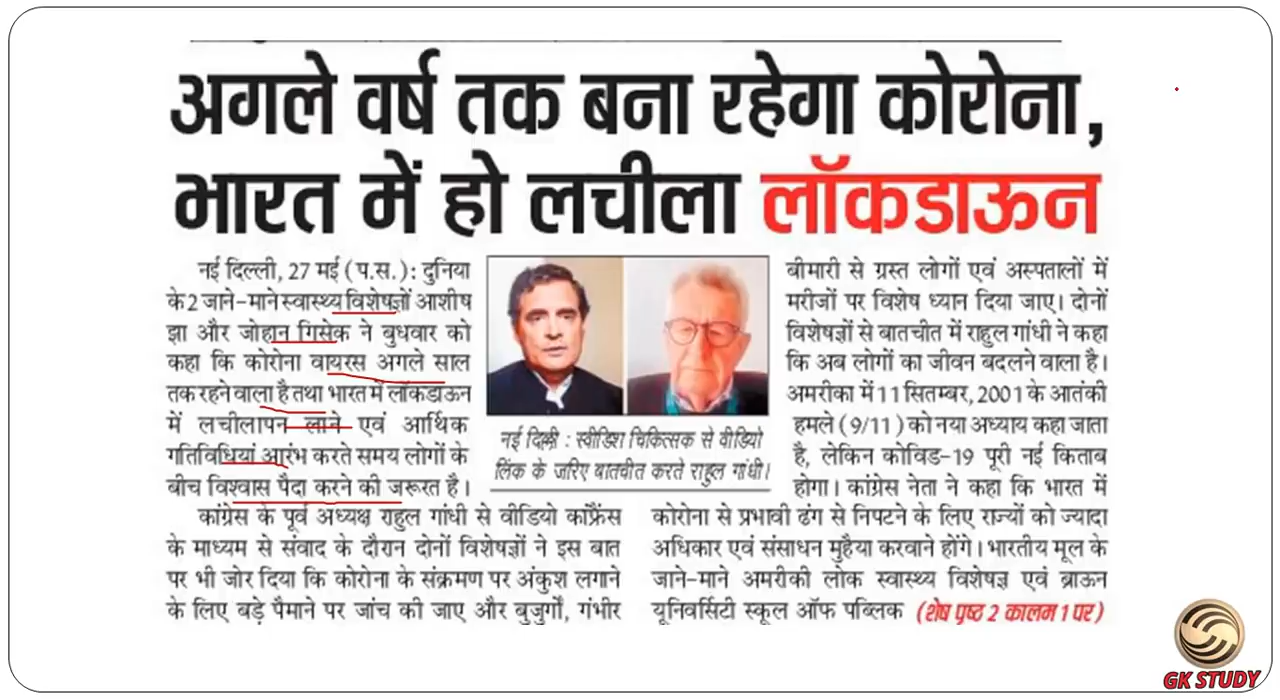 अगले वर्ष तक बना रहेगा कोरोना,
भारत में हो लचीला लॉकडाऊन
नई दिल्ली, 27 मई (प.स.): दुनिया
के 2 जाने-माने स्वास्थ्य विशेषज्ञों आशीष
झा और जोहान गिसेक ने बुधवार को
कहा कि कोरोना वायरस अगले साल
तक रहने वाला है तथा भारत में लॉकडाऊन
में लचीलापन लाने एवं आर्थिक
गतिविधियां आरंभ करते समय लोगों के
बीच विश्वास पैदा करने की जरूरत है।
कांग्रेस के पूर्व अध्यक्ष राहुल गांधी से वीडियो कांफ्रैंस
के माध्यम से संवाद के दौरान दोनों विशेषज्ञों ने इस बात
पर भी जोर दिया कि कोरोना के संक्रमण पर अंकुश लगाने
के लिए बड़े पैमाने पर जांच की जाए और बुजुर्गों, गंभीर
नई दिल्ली : स्वीडिश चिकित्सक से वीडियो
लिंक के जरिए बातचीत करते राहुल गांधी।
बीमारी से ग्रस्त लोगों एवं अस्पतालों में
मरीजों पर विशेष ध्यान दिया जाए। दोनों
विशेषज्ञों से बातचीत में राहुल गांधी ने कहा
कि अब लोगों का जीवन बदलने वाला है।
अमरीका में 11 सितम्बर, 2001 के आतंकी
हमले (9/11) को नया अध्याय कहा जाता
है, लेकिन कोविड-19 पूरी नई किताब
होगा। कांग्रेस नेता ने कहा कि भारत में
कोरोना से प्रभावी ढंग से निपटने के लिए राज्यों को ज्यादा
अधिकार एवं संसाधन मुहैया करवाने होंगे। भारतीय मूल के
जाने-माने अमरीकी लोक स्वास्थ्य विशेषज्ञ एवं ब्राऊन
यूनिवर्सिटी स्कूल ऑफ पब्लिक (शेष पृष्ठ 2 कालम 1 पर)
GK STUDY